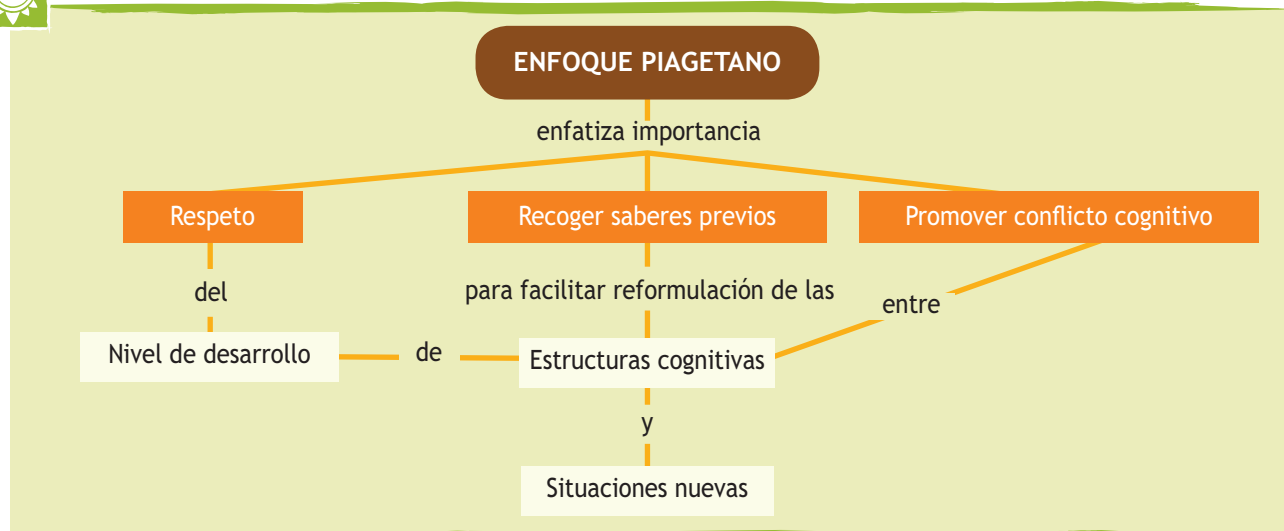 ENFOQUE PIAGETANO
enfatiza importancia
Respeto
Recoger saberes previos
Promover conflicto cognitivo
del
para facilitar reformulación de las
entre
Nivel de desarrollo
de
Estructuras cognitivas
y
Situaciones nuevas